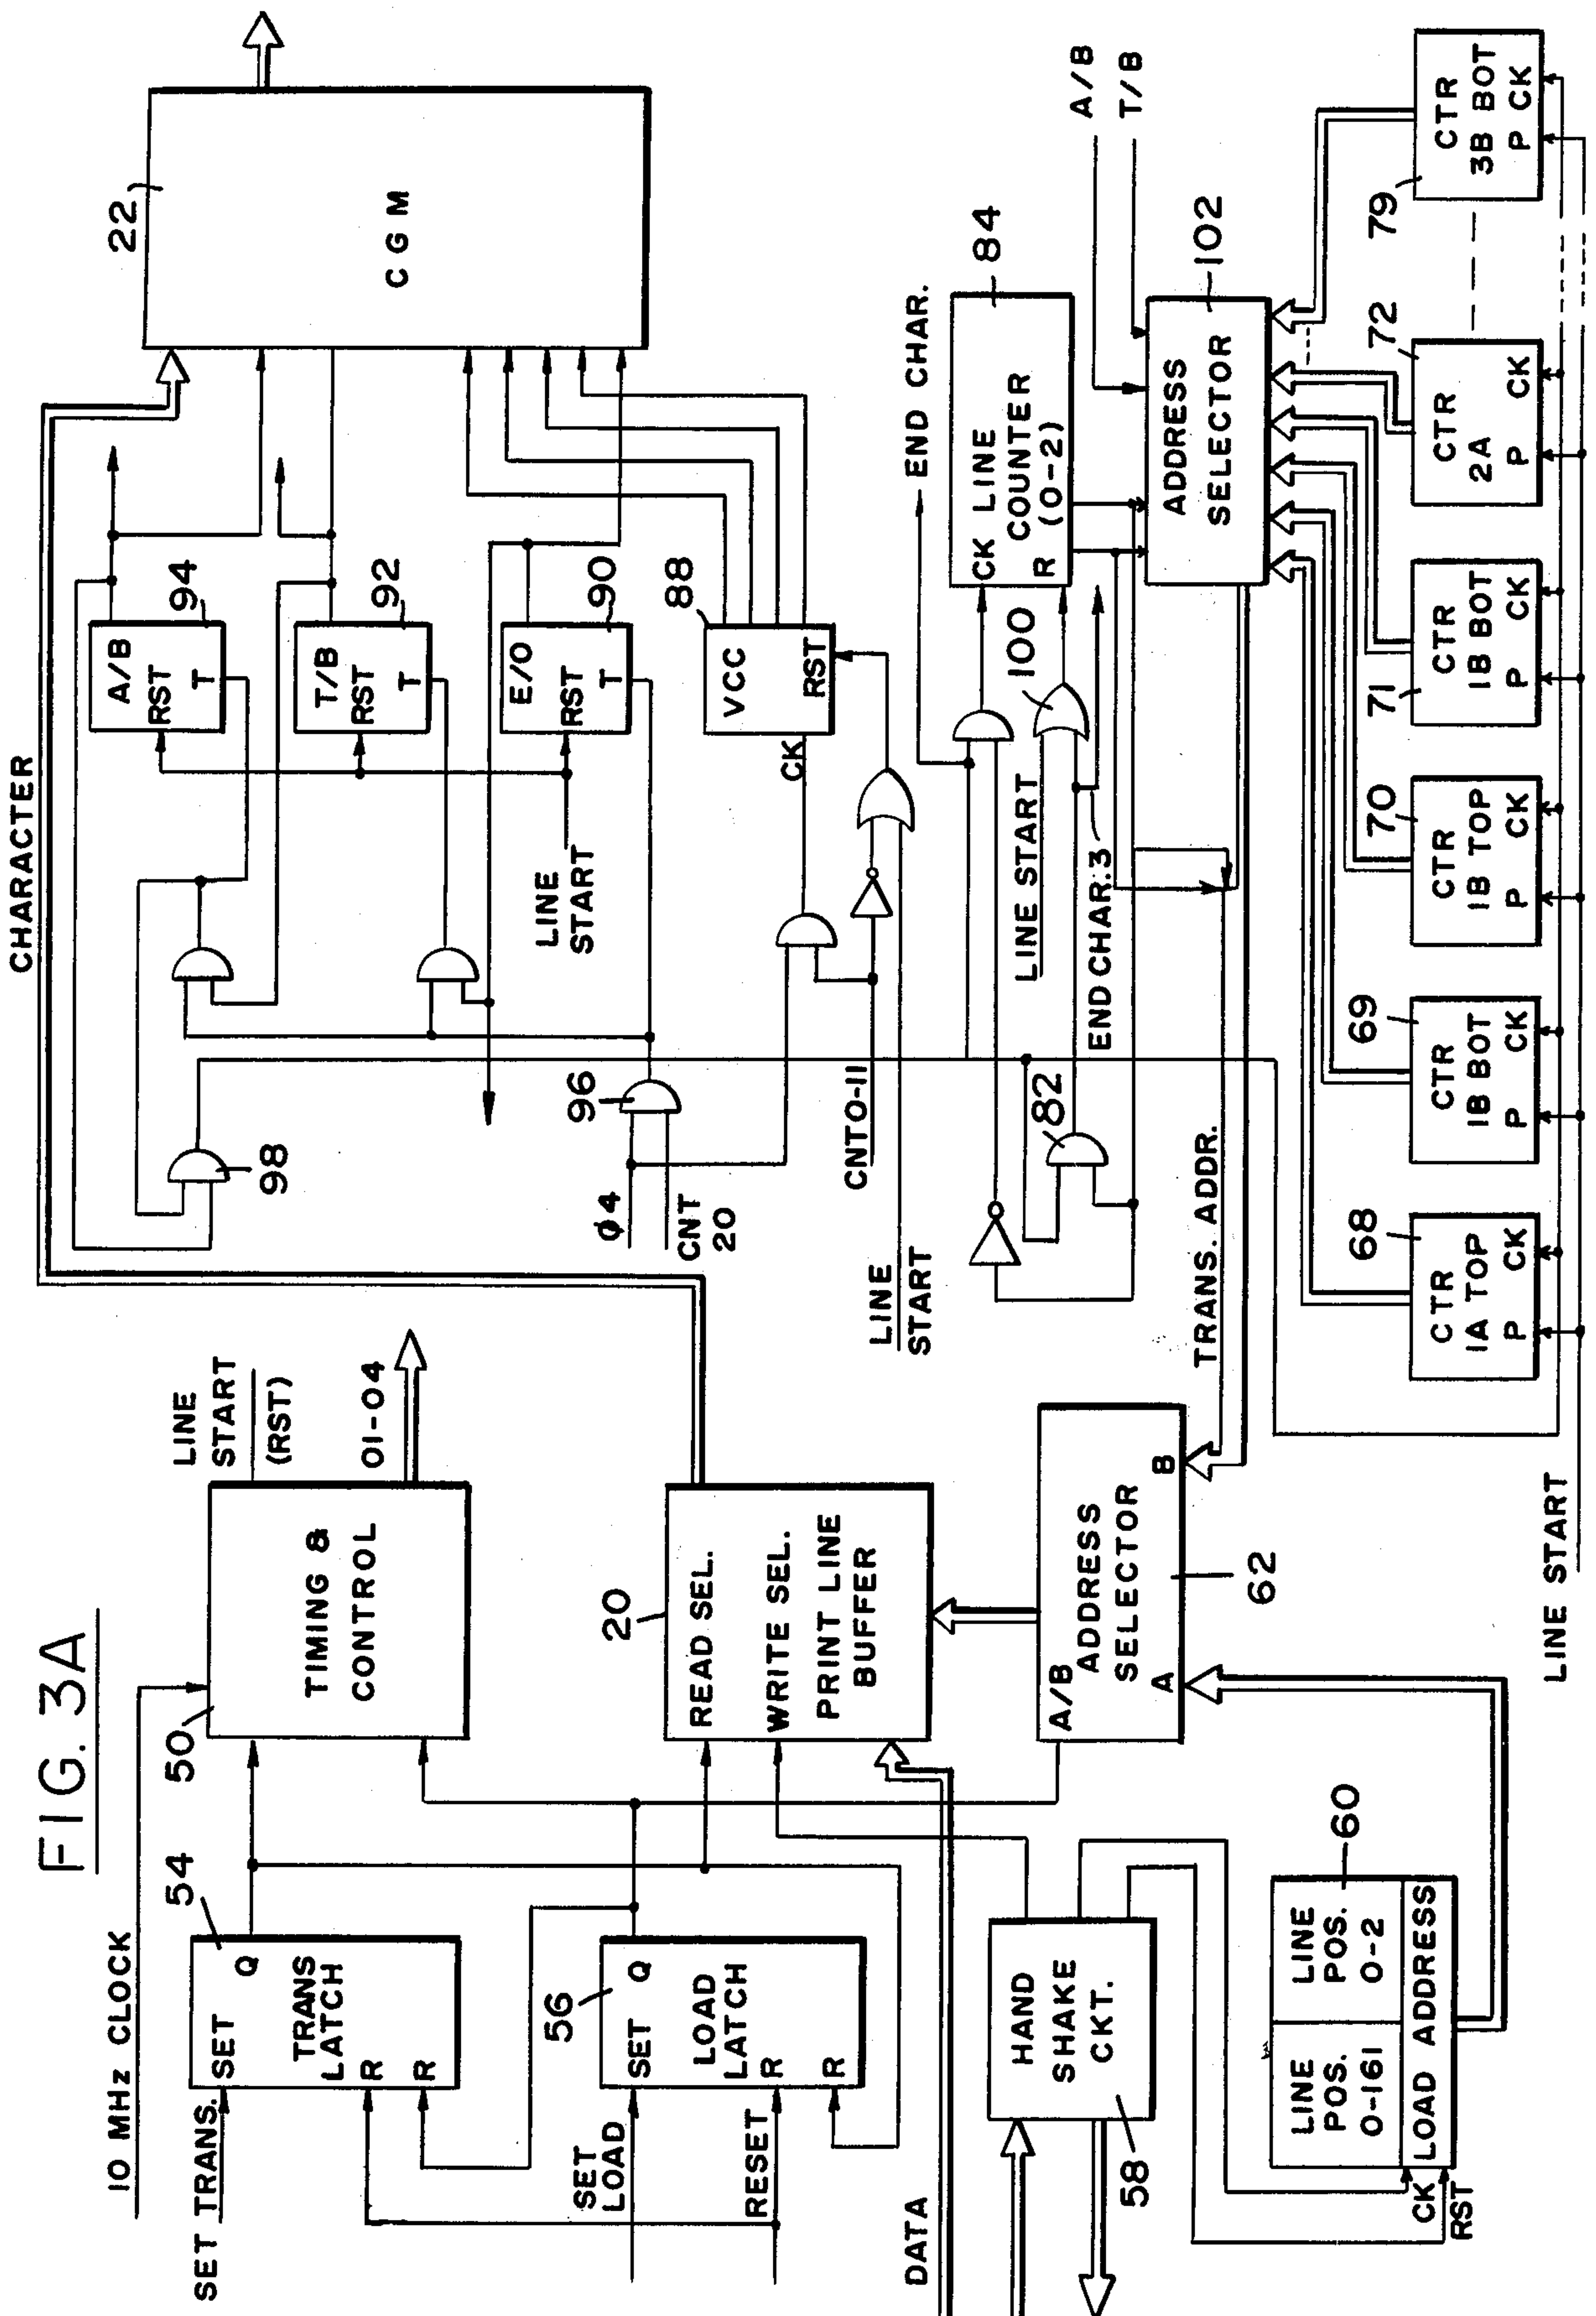 FIG. 3A
10 MHz CLOCK
SET TRANS.
SET
Q
TRANS
LATCH
R
R
54
50
TIMING &
CONTROL
LINE
START
(RST)
01-04
SET
LOAD
RESET
56
SET Q
LOAD
LATCH
R
R
20
READ SEL.
WRITE SEL.
PRINT LINE
BUFFER
DATA
HAND
SHAKE
CKT.
58
A/B
ADDRESS
SELECTOR
A
B
62
60
LINE
POS.
0-161
LINE
POS.
0-2
LOAD ADDRESS
CK
RST
CHARACTER
22
CGM
A/B
RST
T
94
T/B
RST
T
92
E/O
RST
T
90
LINE
START
VCC
CK
RST
88
98
96
Φ4
CNT
20
CNTO-11
LINE
START
END CHAR.
84
CK LINE
COUNTER
(0-2)
R
100
LINE START
END CHAR.3
82
A/B
T/B
102
ADDRESS
SELECTOR
TRANS. ADDR.
68
CTR
1A TOP
P CK
69
CTR
1B BOT
P CK
70
CTR
1B TOP
P CK
71
CTR
1B BOT
P CK
72
CTR
2A
P CK
79
CTR
3B BOT
P CK
LINE START